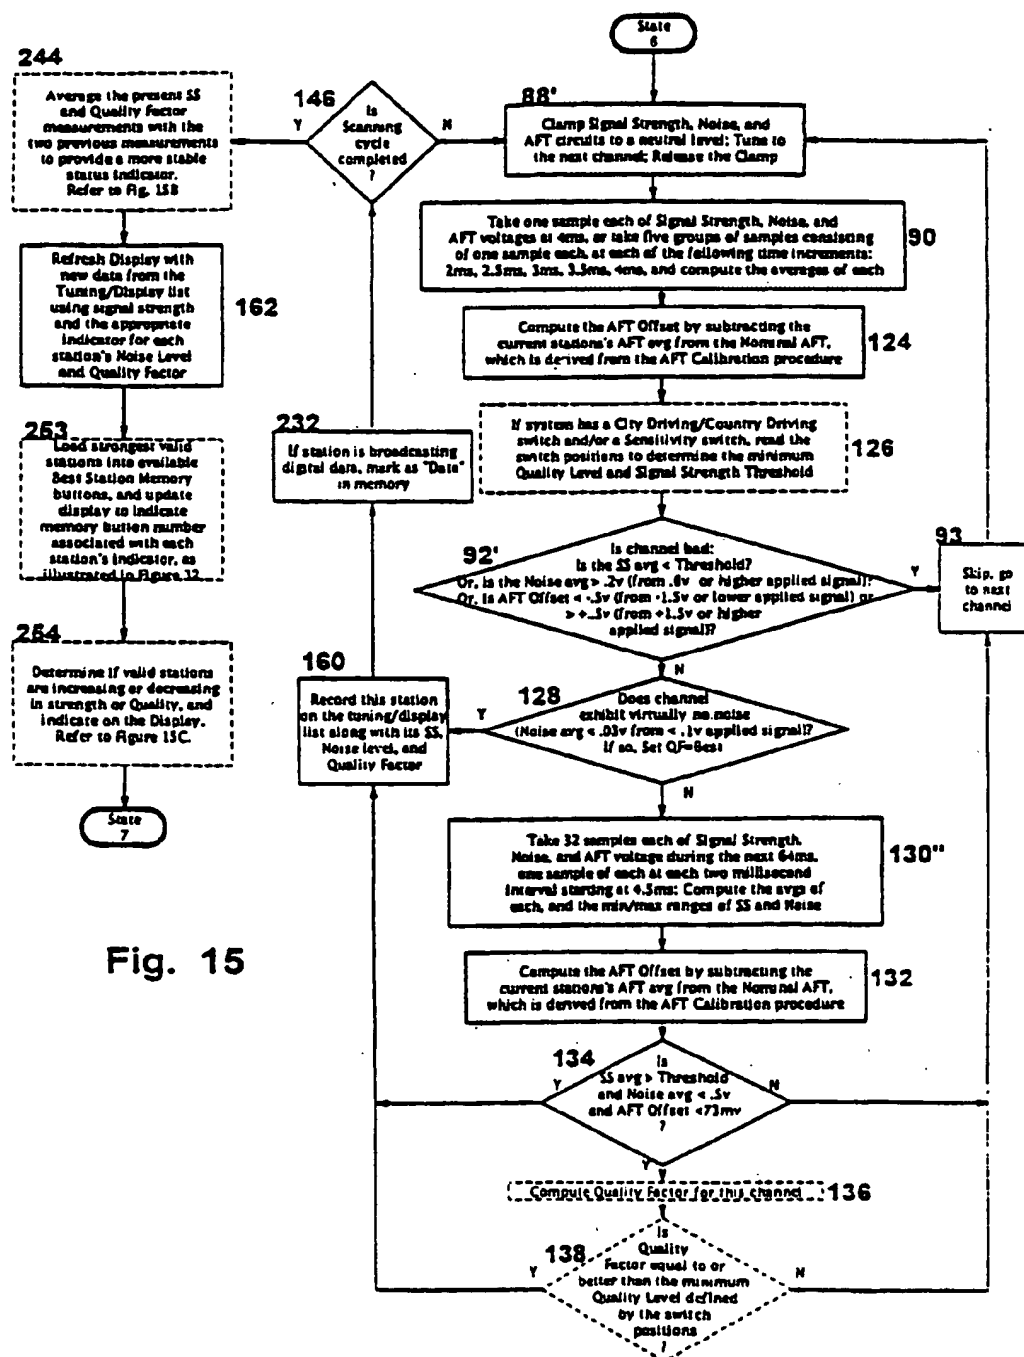 State
6
244
Average the present SS
and Quality Factor
measurements with the
two previous measurements
to provide a more stable
status indicator.
Refer to Fig. 15B
146
Is
Scanning
cycle
completed
?
Y
N
88'
Clamp Signal Strength, Noise, and
AFT circuits to a neutral level; Tune to
the next channel; Release the Clamp
Take one sample each of Signal Strength, Noise, and
AFT voltages at 4ms, or take five groups of samples consisting
of one sample each, at each of the following time increments:
2ms, 2.5ms, 3ms, 3.5ms, 4ms, and compute the averages of each
90
Refresh Display with
new data from the
Tuning/Display list
using signal strength
and the appropriate
indicator for each
station's Noise Level
and Quality Factor
162
Compute the AFT Offset by subtracting the
current stations's AFT avg from the Nominal AFT,
which is derived from the AFT Calibration procedure
124
If system has a City Driving/Country Driving
switch and/or a Sensitivity switch, read the
switch positions to determine the minimum
Quality Level and Signal Strength Threshold
126
232
If station is broadcasting
digital data, mark as "Data"
in memory
253
Load strongest valid
stations into available
Best Station Memory
buttons, and update
display to indicate
memory button number
associated with each
station's indicator, as
illustrated in Figure 32
92'
Is channel bad:
Is the SS avg < Threshold?
Or, is the Noise avg > .2v (from .6v or higher applied signal)?
Or, is AFT Offset < -.5v (from -1.5v or lower applied signal) or
> +.5v (from +1.5v or higher
applied signal)?
Y
N
93
Skip, go
to next
channel
254
Determine if valid stations
are increasing or decreasing
in strength or Quality, and
indicate on the Display.
Refer to Figure 15C.
160
Record this station
on the tuning/display
list along with its SS,
Noise level, and
Quality Factor
128
Does channel
exhibit virtually no noise
(Noise avg < .03v from < .1v applied signal)?
If so, Set QF=Best
Y
N
State
7
Take 32 samples each of Signal Strength,
Noise, and AFT voltage during the next 64ms,
one sample of each at each two millisecond
interval starting at 4.5ms; Compute the avgs of
each, and the min/max ranges of SS and Noise
130"
Fig. 15
Compute the AFT Offset by subtracting the
current stations's AFT avg from the Nominal AFT,
which is derived from the AFT Calibration procedure
132
134
Is
SS avg > Threshold
and Noise avg < .5v
and AFT Offset <73mv
?
Y
N
Y
Compute Quality Factor for this channel
136
138
Is
Quality
Factor equal to or
better than the minimum
Quality Level defined
by the switch
positions
?
Y
N